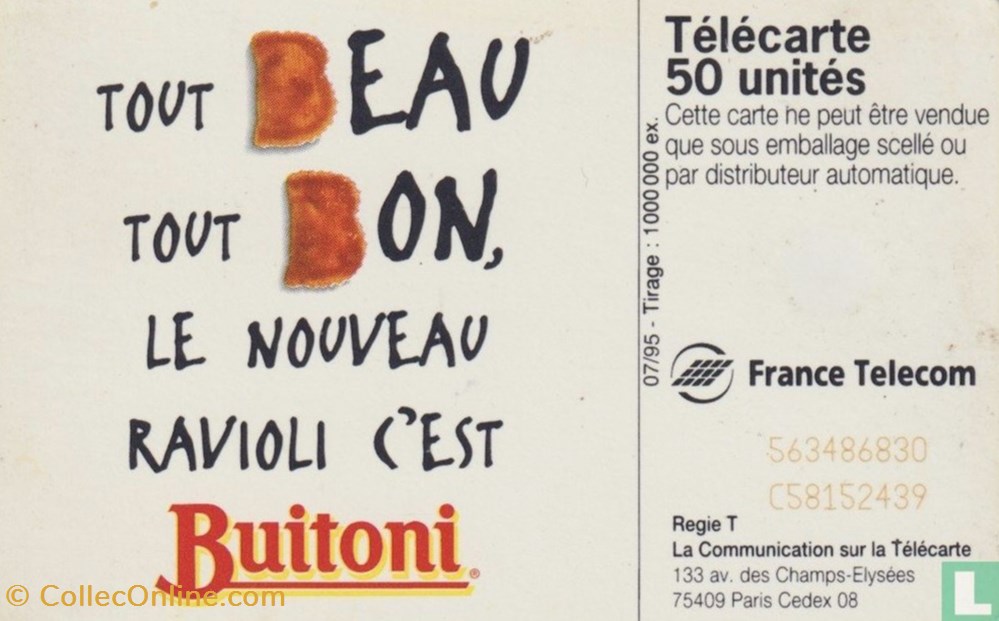 TOUT BEAU
TOUT BON,
LE NOUVEAU
RAVIOLI C'EST
Buitoni®
Télécarte
50 unités
Cette carte ne peut être vendue
que sous emballage scellé ou
par distributeur automatique.
07/95 - Tirage : 1000 000 ex.
France Telecom
563486830
C58152439
Regie T
La Communication sur la Télécarte
133 av. des Champs-Elysées
75409 Paris Cedex 08
© CollecOnline.com
L